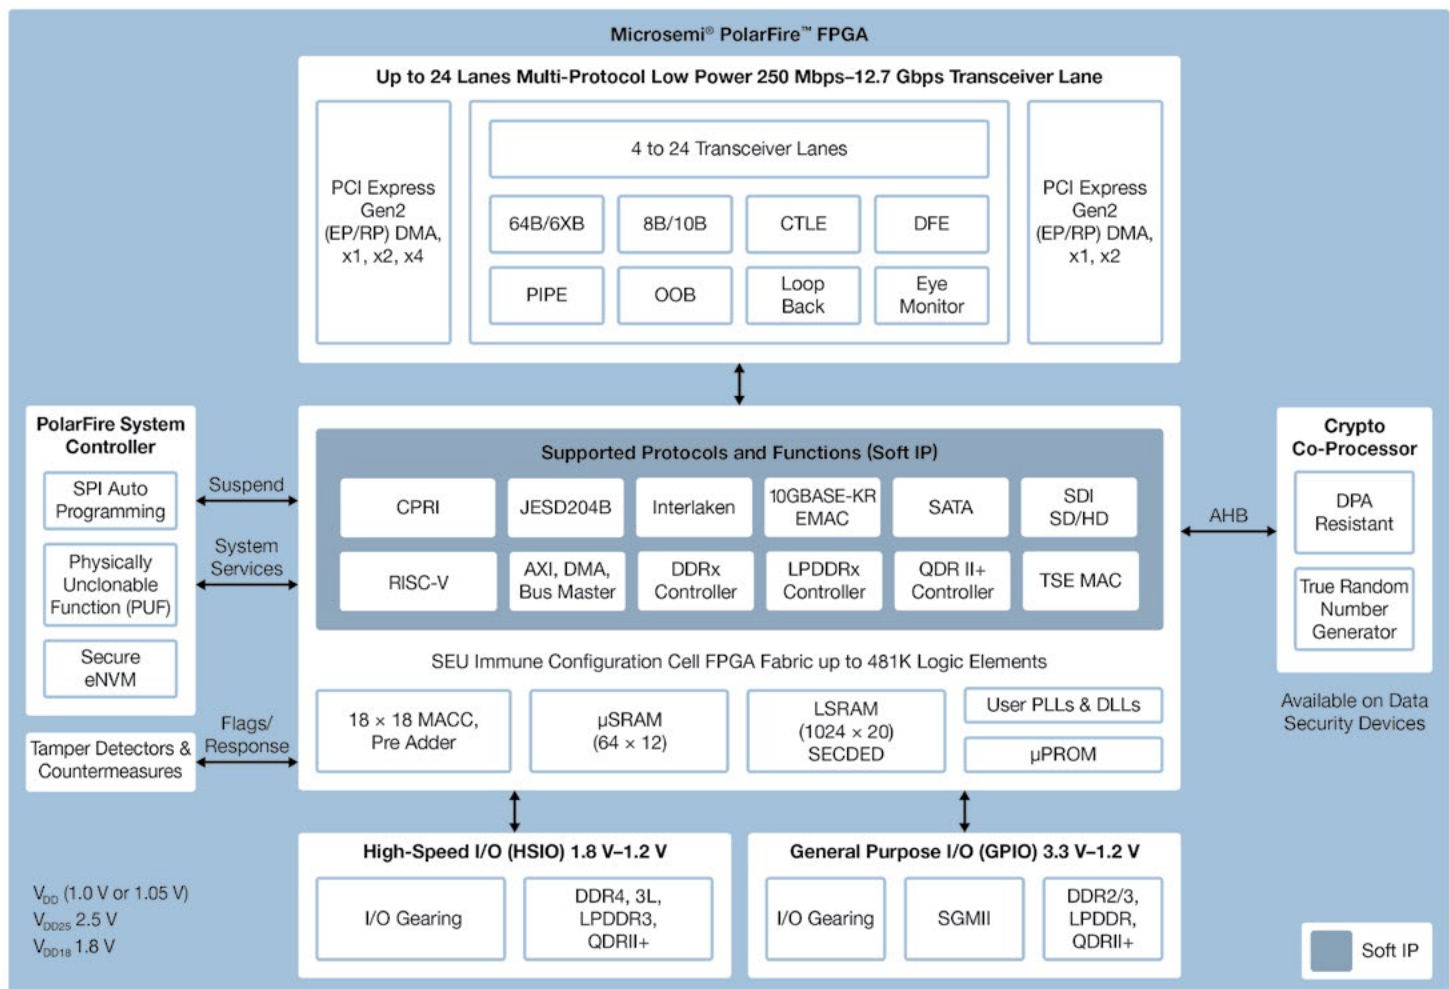 Microsemi® PolarFire™ FPGA
Up to 24 Lanes Multi-Protocol Low Power 250 Mbps–12.7 Gbps Transceiver Lane
PCI Express
Gen2
(EP/RP) DMA,
x1, x2, x4
4 to 24 Transceiver Lanes
64B/6XB
8B/10B
CTLE
DFE
PIPE
OOB
Loop
Back
Eye
Monitor
PCI Express
Gen2
(EP/RP) DMA,
x1, x2
PolarFire System
Controller
SPI Auto
Programming
Physically
Unclonable
Function (PUF)
Secure
eNVM
Tamper Detectors &
Countermeasures
Suspend
System
Services
Flags/
Response
Supported Protocols and Functions (Soft IP)
CPRI
JESD204B
Interlaken
10GBASE-KR
EMAC
SATA
SDI
SD/HD
RISC-V
AXI, DMA,
Bus Master
DDRx
Controller
LPDDRx
Controller
QDR II+
Controller
TSE MAC
SEU Immune Configuration Cell FPGA Fabric up to 481K Logic Elements
18 × 18 MACC,
Pre Adder
µSRAM
(64 × 12)
LSRAM
(1024 × 20)
SECDED
User PLLs & DLLs
µPROM
AHB
Crypto
Co-Processor
DPA
Resistant
True Random
Number
Generator
Available on Data
Security Devices
High-Speed I/O (HSIO) 1.8 V–1.2 V
I/O Gearing
DDR4, 3L,
LPDDR3,
QDRII+
General Purpose I/O (GPIO) 3.3 V–1.2 V
I/O Gearing
SGMII
DDR2/3,
LPDDR,
QDRII+
VDD (1.0 V or 1.05 V)
VDD25 2.5 V
VDD18 1.8 V
Soft IP